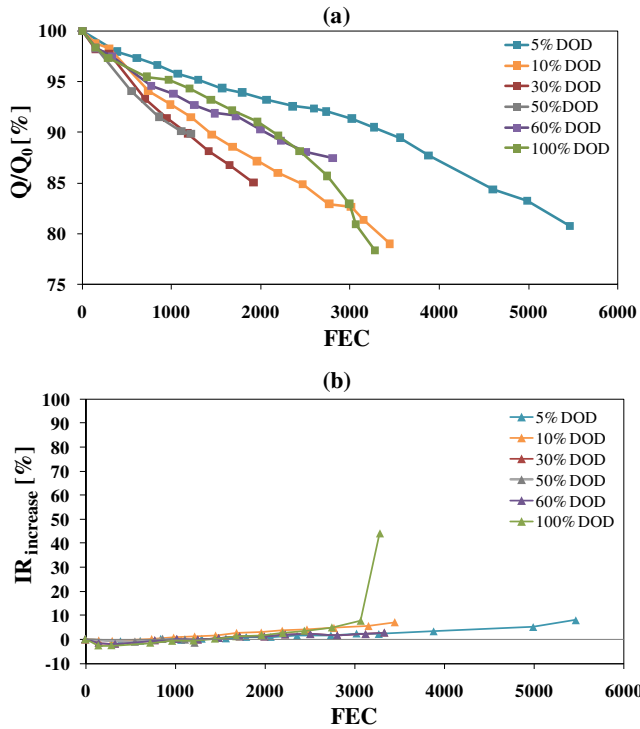 (a)
100
95
90
85
80
75
Q/Q0 [%]
0 1000 2000 3000 4000 5000 6000
FEC
5% DOD
10% DOD
30% DOD
50%DOD
60% DOD
100% DOD
(b)
100
90
80
70
60
50
40
30
20
10
0
-10
IRincrease [%]
0 1000 2000 3000 4000 5000 6000
FEC
5% DOD
10% DOD
30% DOD
50% DOD
60% DOD
100% DOD